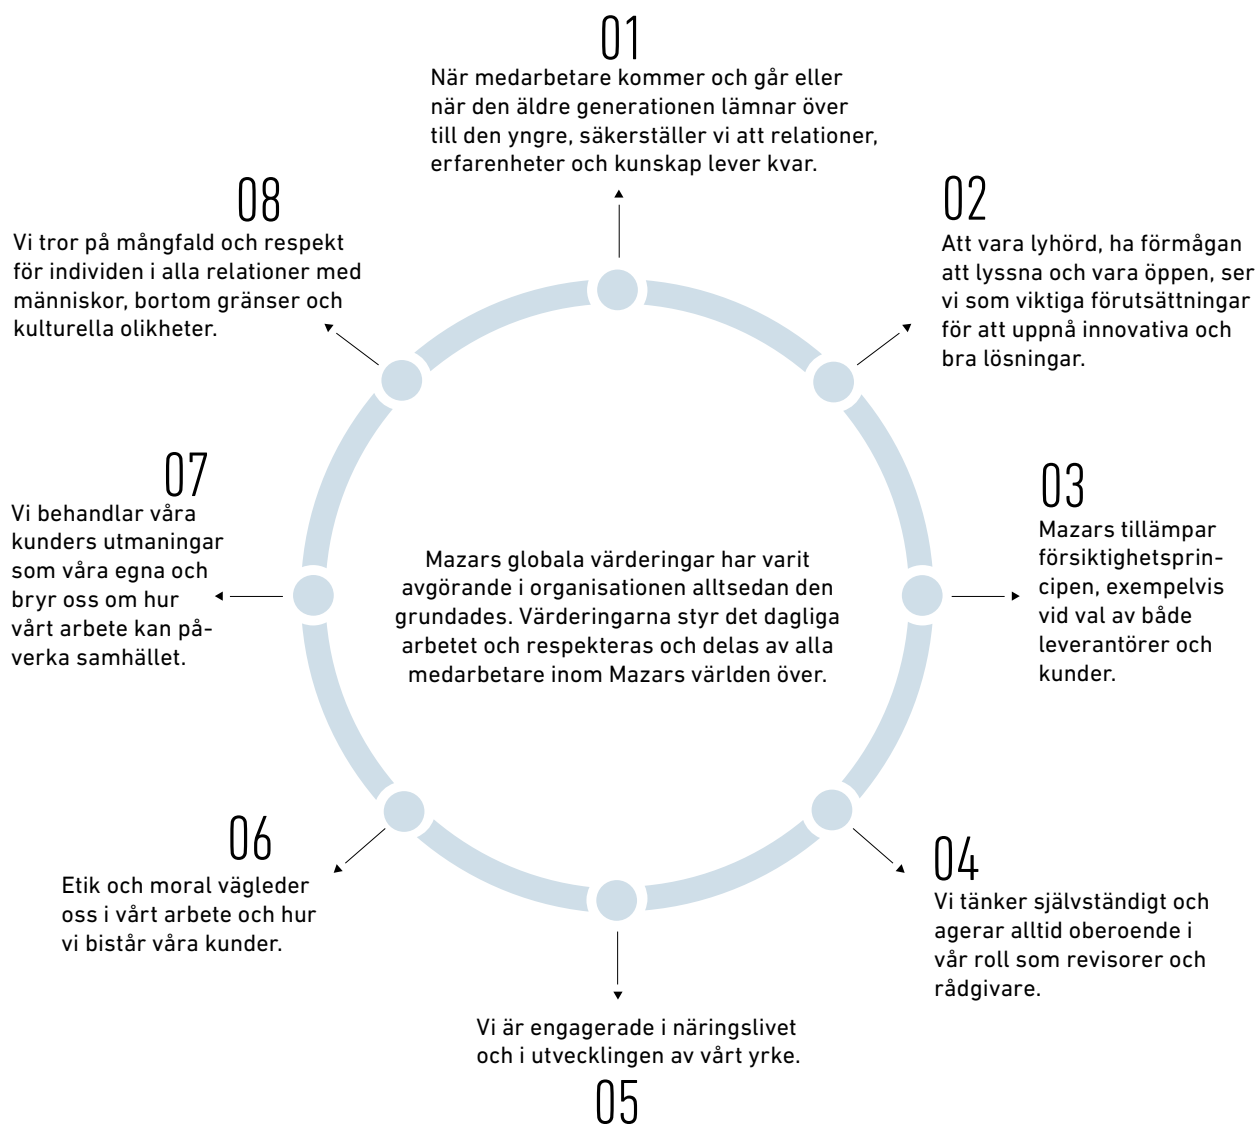 01
När medarbetare kommer och går eller
när den äldre generationen lämnar över
till den yngre, säkerställer vi att relationer,
erfarenheter och kunskap lever kvar.
02
Att vara lyhörd, ha förmågan
att lyssna och vara öppen, ser
vi som viktiga förutsättningar
för att uppnå innovativa och
bra lösningar.
03
Mazars tillämpar
försiktighetsprin-
cipen, exempelvis
vid val av både
leverantörer och
kunder.
04
Vi tänker självständigt och
agerar alltid oberoende i
vår roll som revisorer och
rådgivare.
Vi är engagerade i näringslivet
och i utvecklingen av vårt yrke.
05
06
Etik och moral vägleder
oss i vårt arbete och hur
vi bistår våra kunder.
07
Vi behandlar våra
kunders utmaningar
som våra egna och
bryr oss om hur
vårt arbete kan på-
verka samhället.
08
Vi tror på mångfald och respekt
för individen i alla relationer med
människor, bortom gränser och
kulturella olikheter.
Mazars globala värderingar har varit
avgörande i organisationen alltsedan den
grundades. Värderingarna styr det dagliga
arbetet och respekteras och delas av alla
medarbetare inom Mazars världen över.